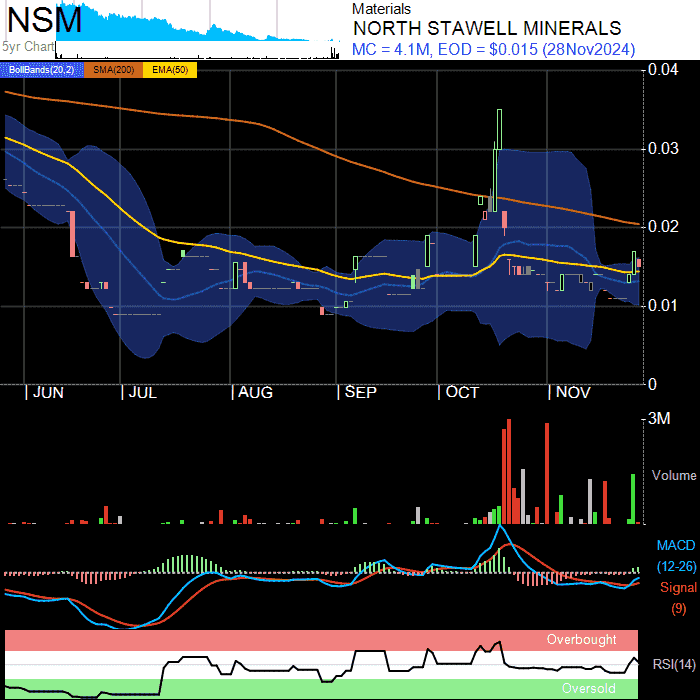 NSM
5yr Chart
Materials
NORTH STAWELL MINERALS
MC = 4.1M, EOD = $0.015 (28Nov2024)
BollBands(20,2) SMA(200) EMA(50)
0.04
0.03
0.02
0.01
0
JUN JUL AUG SEP OCT NOV
3M
Volume
MACD
(12-26)
Signal
(9)
Overbought
RSI(14)
Oversold